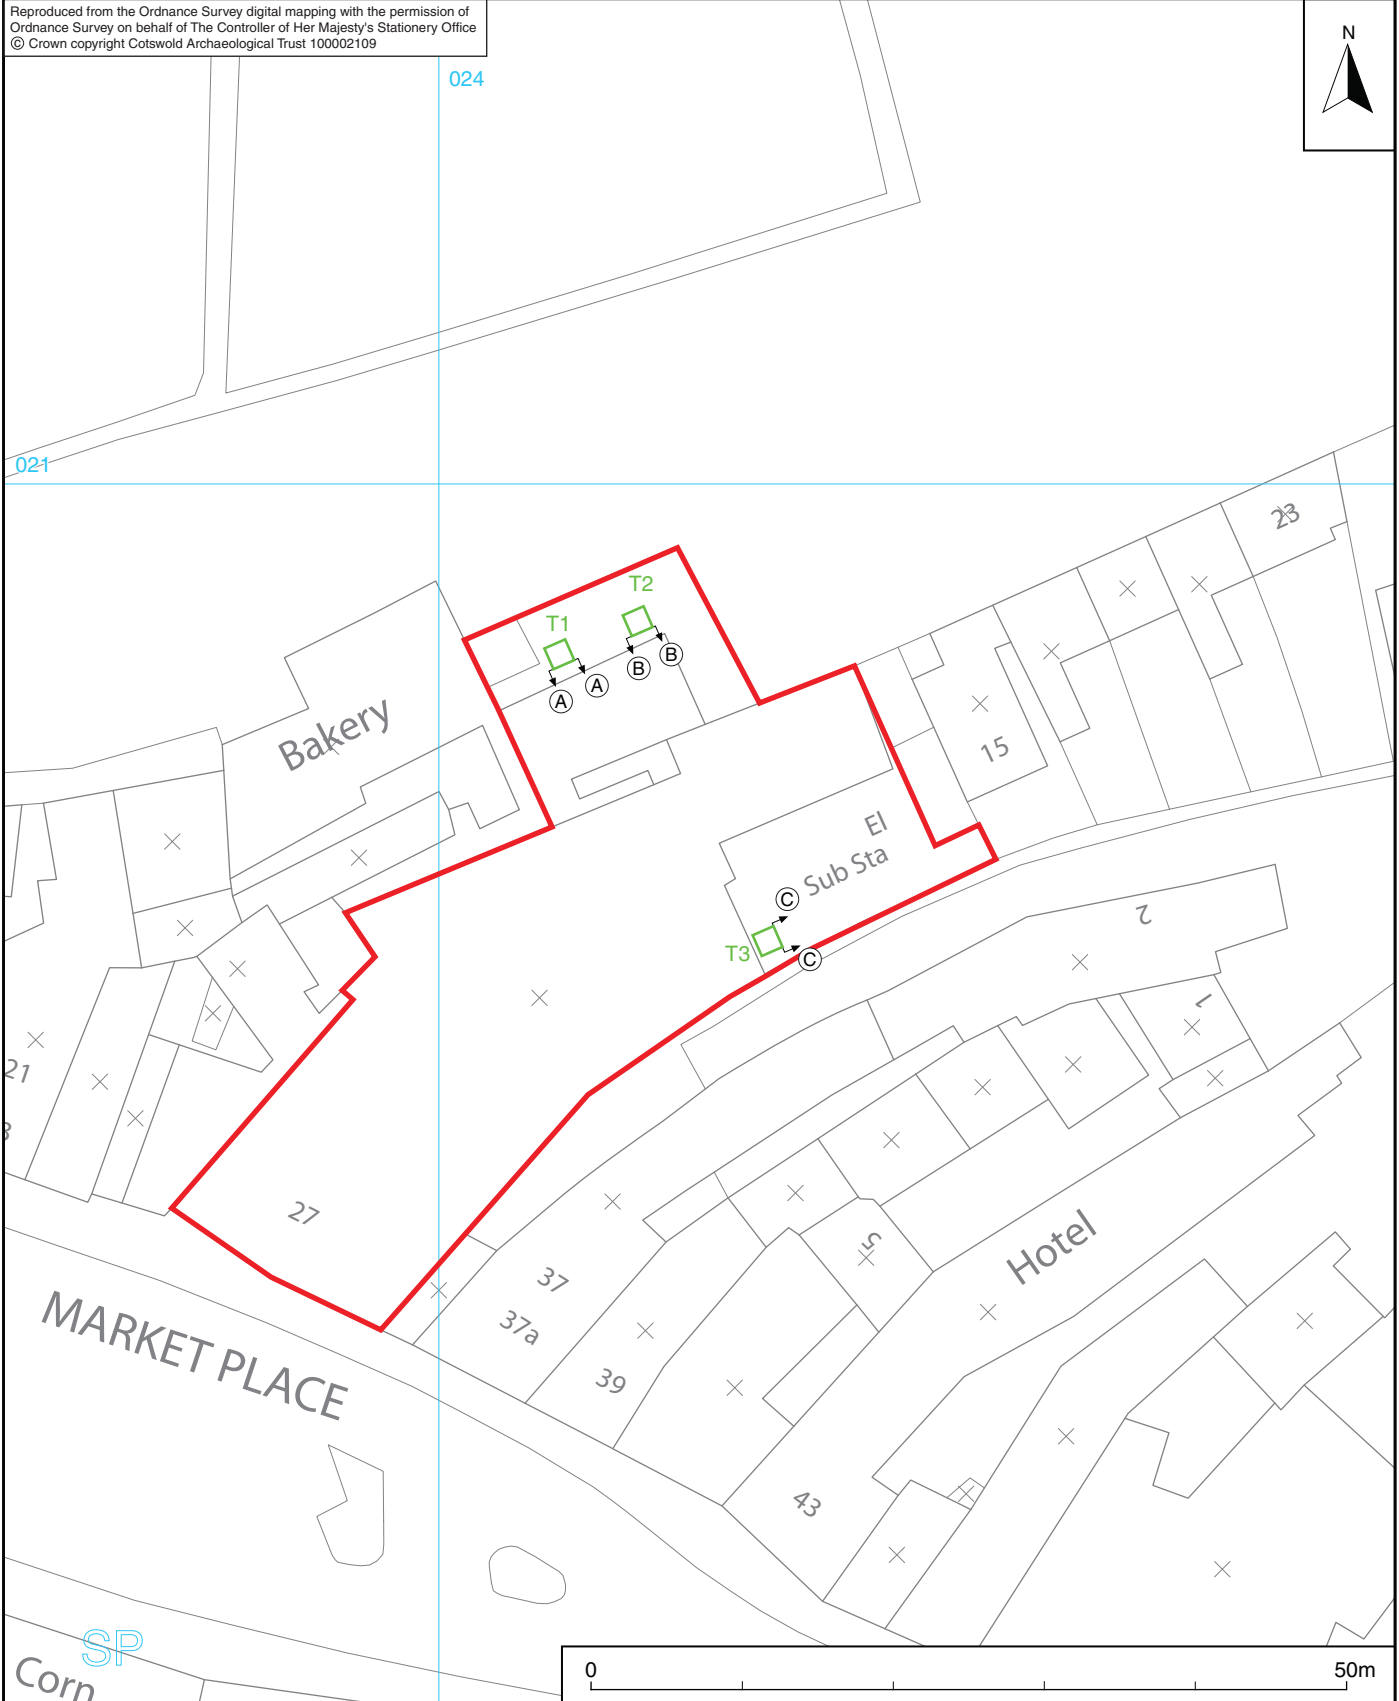 Reproduced from the Ordnance Survey digital mapping with the permission of
Ordnance Survey on behalf of The Controller of Her Majesty's Stationery Office
© Crown copyright Cotswold Archaeological Trust 100002109
N
024
021
23
T2
T1
B
B
A
A
Bakery
15
El
Sub Sta
C
2
T3
C
1
21
3
27
5
Hotel
37
MARKET PLACE
37a
39
43
SP
Corn
0
50m